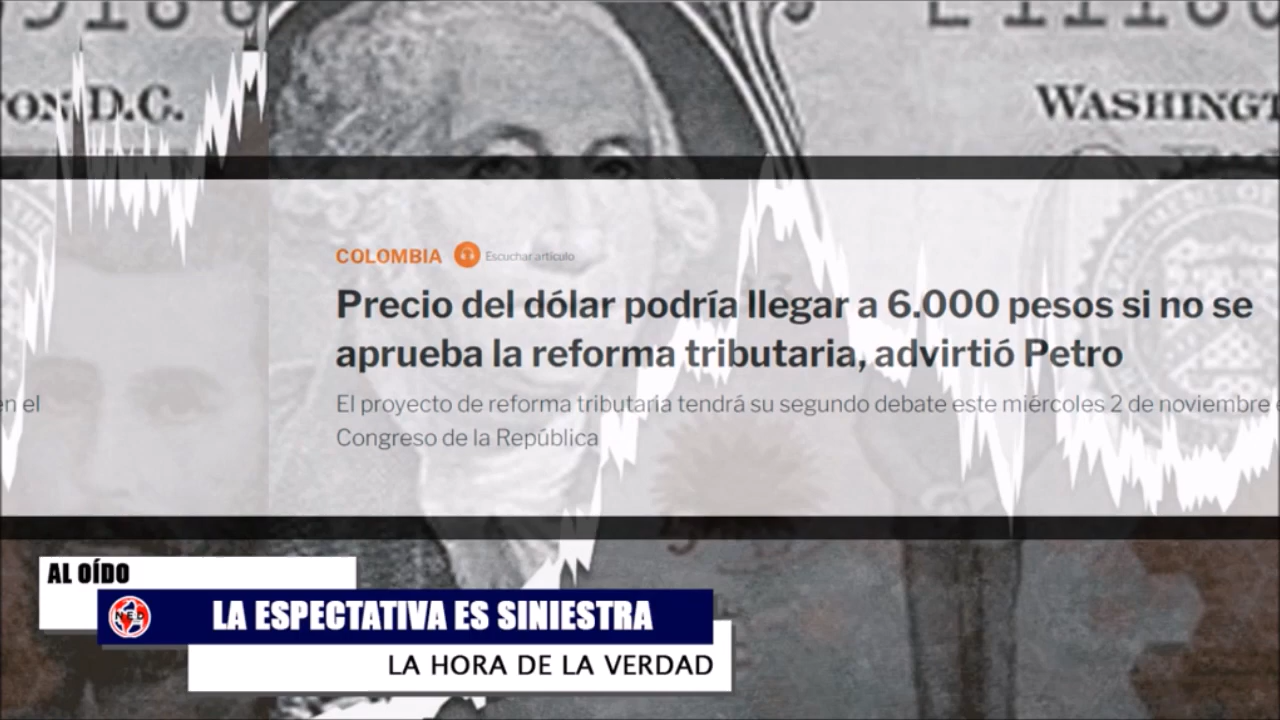 D.C.
COLOMBIA Escuchar artículo
Precio del dólar podría llegar a 6.000 pesos si no se
aprueba la reforma tributaria, advirtió Petro
en el
El proyecto de reforma tributaria tendrá su segundo debate este miércoles 2 de noviembre
Congreso de la República
AL OÍDO
LA ESPECTATIVA ES SINIESTRA
LA HORA DE LA VERDAD